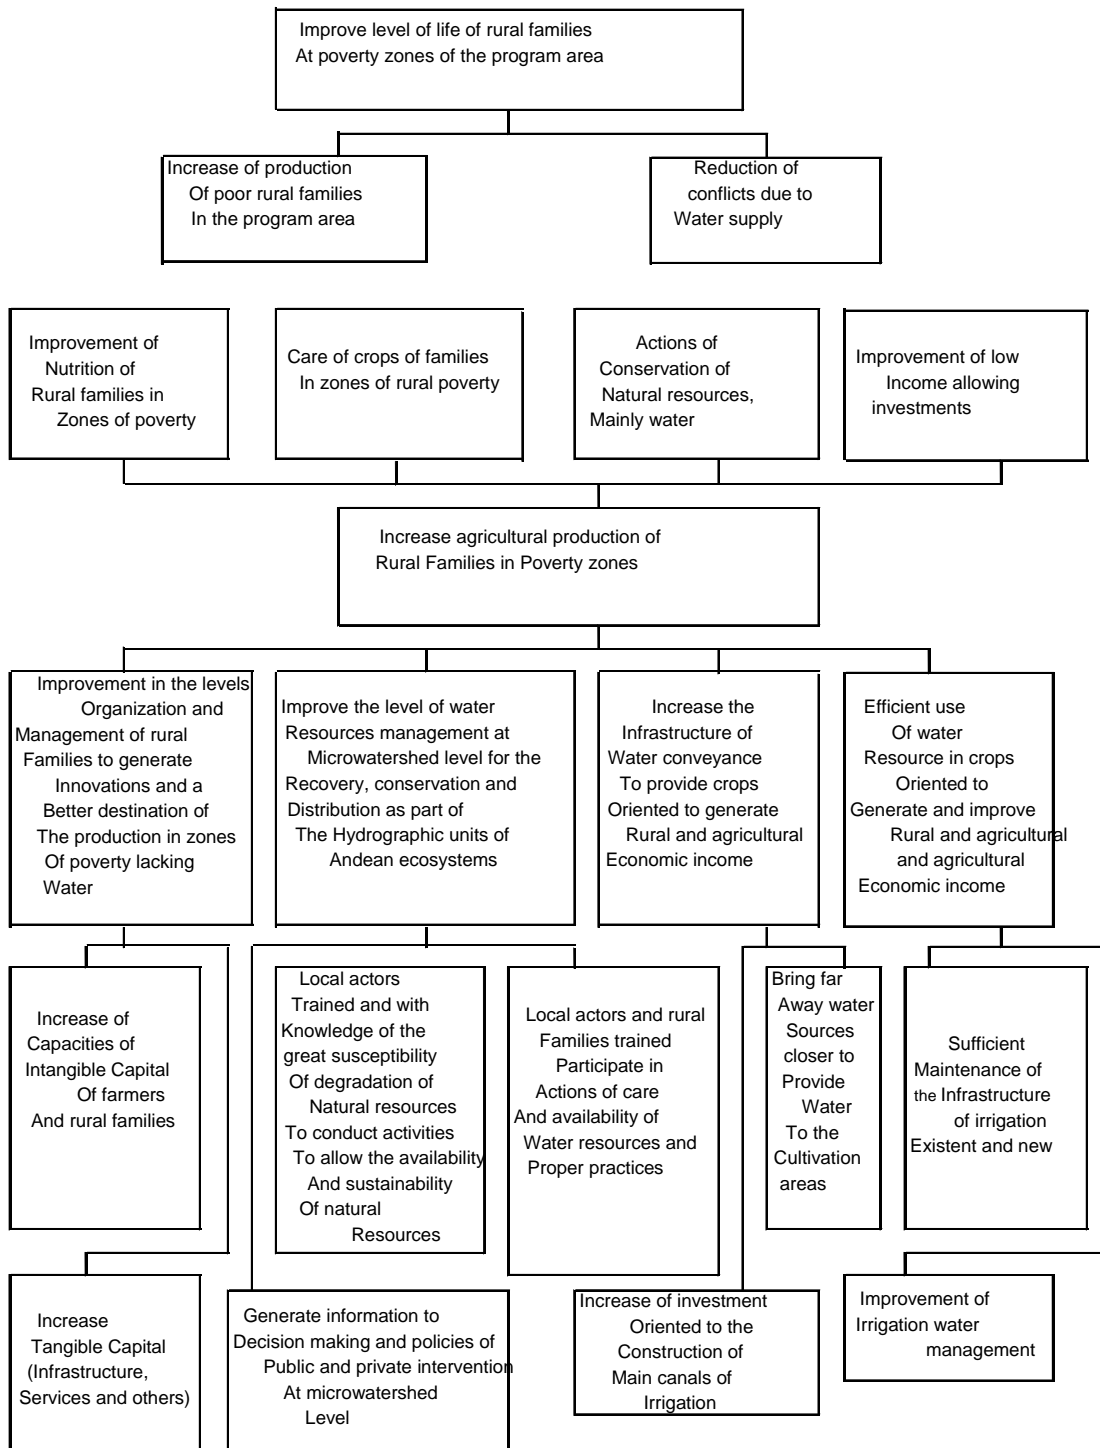 Improve level of life of rural families
At poverty zones of the program area
Increase of production
Of poor rural families
In the program area
Reduction of
conflicts due to
Water supply
Improvement of
Nutrition of
Rural families in
Zones of poverty
Care of crops of families
In zones of rural poverty
Actions of
Conservation of
Natural resources,
Mainly water
Improvement of low
Income allowing
investments
Increase agricultural production of
Rural Families in Poverty zones
Improvement in the levels
Organization and
Management of rural
Families to generate
Innovations and a
Better destination of
The production in zones
Of poverty lacking
Water
Improve the level of water
Resources management at
Microwatershed level for the
Recovery, conservation and
Distribution as part of
The Hydrographic units of
Andean ecosystems
Increase the
Infrastructure of
Water conveyance
To provide crops
Oriented to generate
Rural and agricultural
Economic income
Efficient use
Of water
Resource in crops
Oriented to
Generate and improve
Rural and agricultural
and agricultural
Economic income
Increase of
Capacities of
Intangible Capital
Of farmers
And rural families
Local actors
Trained and with
Knowledge of the
great susceptibility
Of degradation of
Natural resources
To conduct activities
To allow the availability
And sustainability
Of natural
Resources
Local actors and rural
Families trained
Participate in
Actions of care
And availability of
Water resources and
Proper practices
Bring far
Away water
Sources
closer to
Provide
Water
To the
Cultivation
areas
Sufficient
Maintenance of
the Infrastructure
of irrigation
Existent and new
Increase
Tangible Capital
(Infrastructure,
Services and others)
Generate information to
Decision making and policies of
Public and private intervention
At microwatershed
Level
Increase of investment
Oriented to the
Construction of
Main canals of
Irrigation
Improvement of
Irrigation water
management